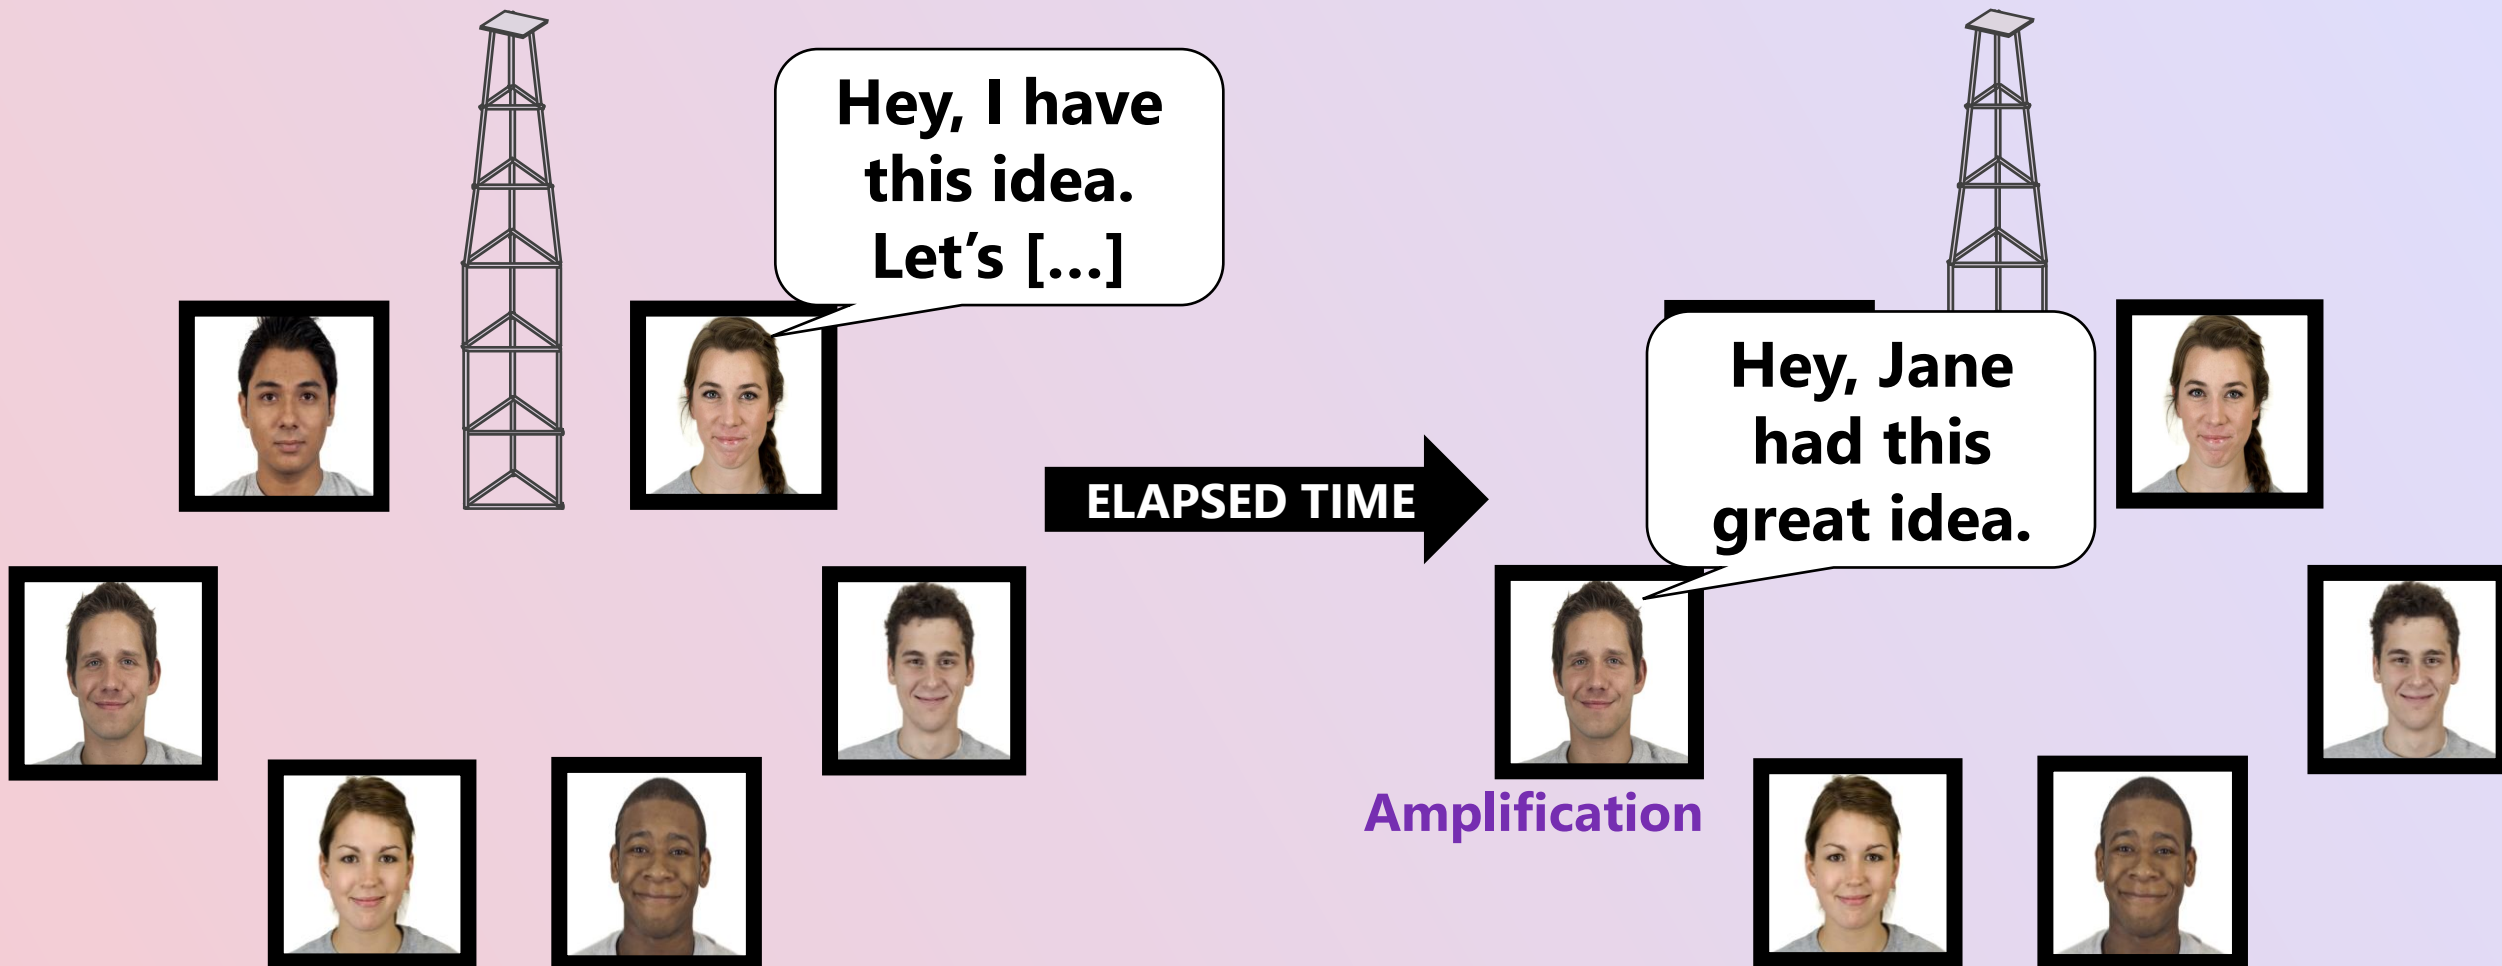 Hey, I have
this idea.
Let’s [...]
ELAPSED TIME
Hey, Jane
had this
great idea.
Amplification